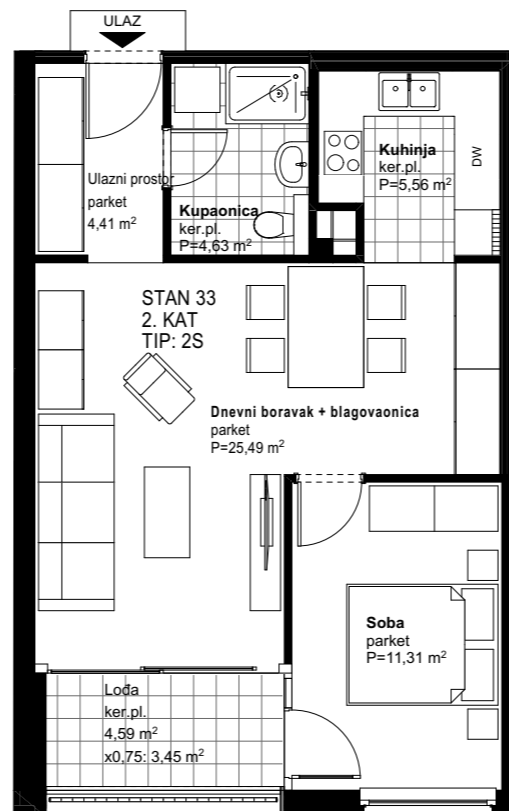 ULAZ
Ulazni prostor
parket
4,41 m²
Kupaonica
ker.pl.
P=4,63 m²
Kuhinja
ker.pl.
P=5,56 m²
DW
STAN 33
2. KAT
TIP: 2S
Dnevni boravak + blagovaonica
parket
P=25,49 m²
Soba
parket
P=11,31 m²
Lođa
ker.pl.
4,59 m²
x0,75: 3,45 m²